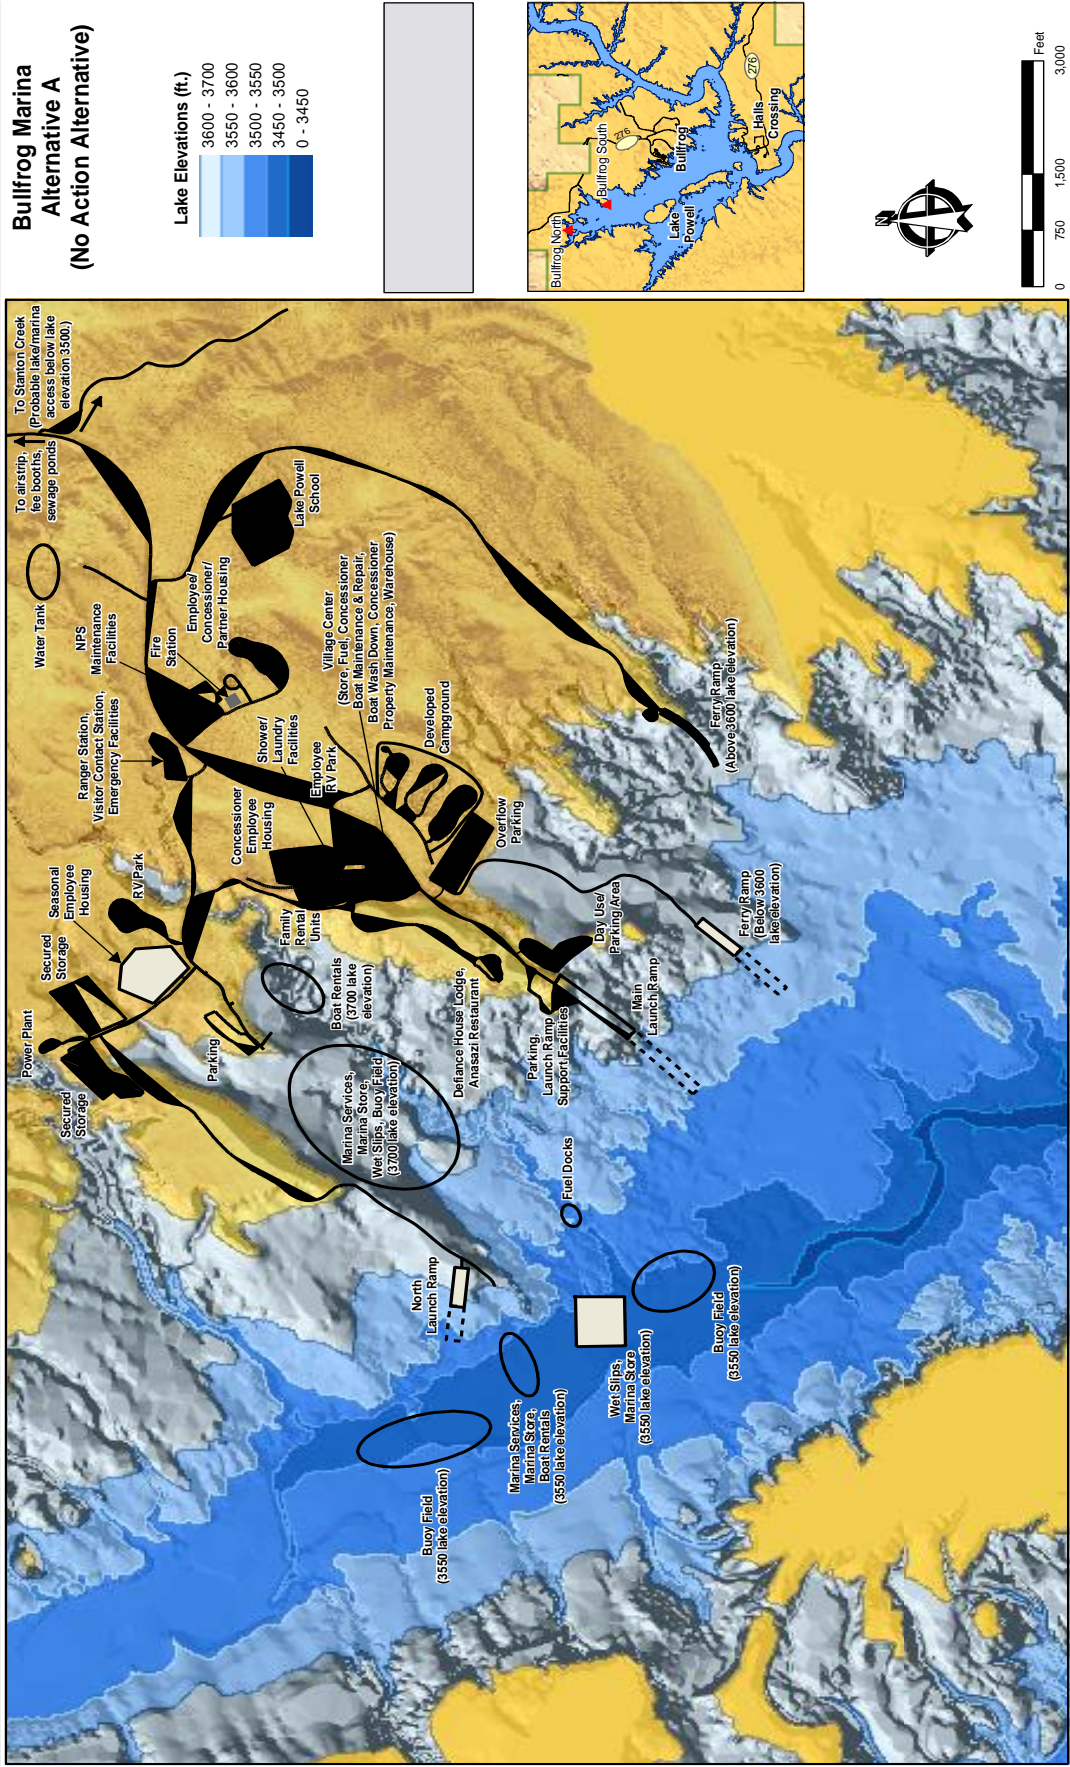 Bullfrog Marina
Alternative A
(No Action Alternative)
Lake Elevations (ft.)
3600 - 3700
3550 - 3600
3500 - 3550
3450 - 3500
0 - 3450
Bullfrog North
Bullfrog South
276
Bullfrog
Lake
Powell
Halls
Crossing
276
N
0
750
1,500
3,000
Feet
To airstrip,
fee booths,
sewage ponds
To Stanton Creek
(Probable lake/marina
access below lake
elevation 3500.)
Water Tank
NPS
Maintenance
Facilities
Fire
Station
Employee/
Concessioner/
Partner Housing
Lake Powell
School
Ranger Station,
Visitor Contact Station,
Emergency Facilities
Shower/
Laundry
Facilities
Employee
RV Park
Village Center
(Store, Fuel, Concessioner
Boat Maintenance & Repair,
Boat Wash Down, Concessioner
Property Maintenance, Warehouse)
Developed
Campground
Concessioner
Employee
Housing
Overflow
Parking
Ferry Ramp
(Above 3600 lake elevation)
Seasonal
Employee
Housing
RV Park
Secured
Storage
Power Plant
Secured
Storage
Parking
Family
Rental
Units
Boat Rentals
(3700 lake
elevation)
Day Use/
Parking Area
Ferry Ramp
(Below 3600
lake elevation)
Defiance House Lodge,
Anasazi Restaurant
Parking,
Launch Ramp
Support Facilities
Main
Launch Ramp
Marina Services,
Marina Store,
Wet Slips, Buoy Field
(3700 lake elevation)
Fuel Docks
North
Launch Ramp
Buoy Field
(3550 lake elevation)
Marina Services,
Marina Store,
Boat Rentals
(3550 lake elevation)
Wet Slips,
Marina Store
(3550 lake elevation)
Buoy Field
(3550 lake elevation)